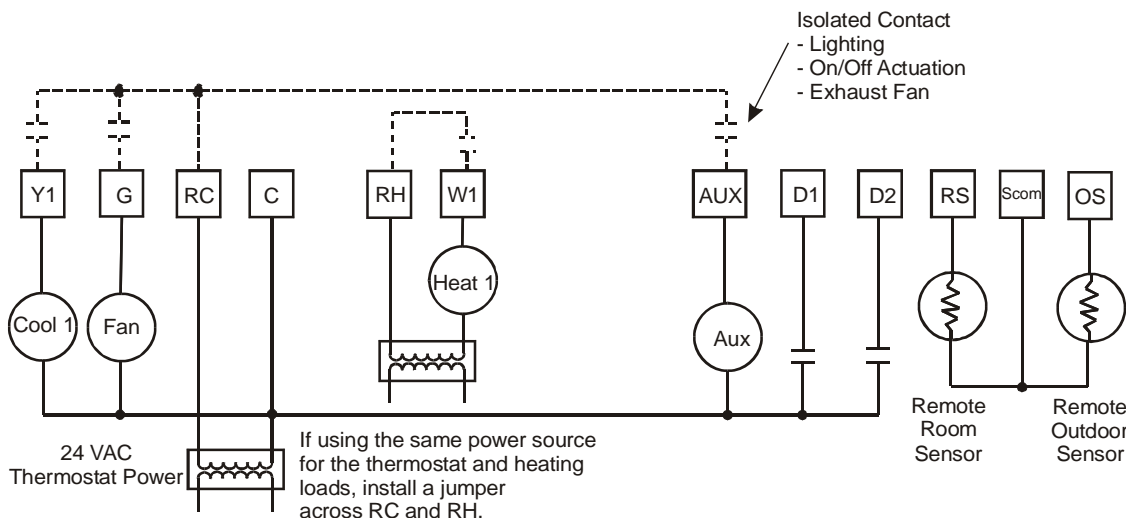 Isolated Contact
- Lighting
- On/Off Actuation
- Exhaust Fan
Y1 G RC C RH W1 AUX D1 D2 RS Scom OS
Cool 1 Fan Heat 1 Aux
24 VAC
Thermostat Power
If using the same power source
for the thermostat and heating
loads, install a jumper
across RC and RH.
Remote
Room
Sensor
Remote
Outdoor
Sensor